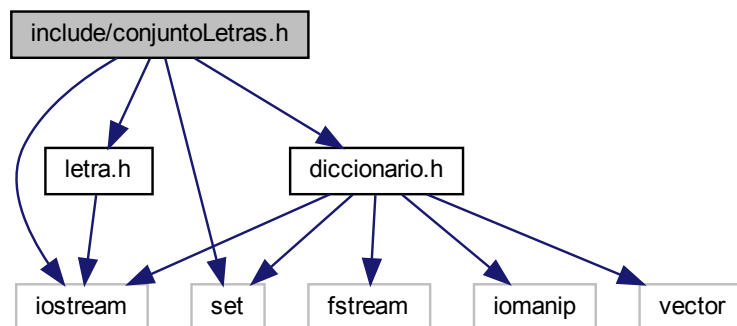 include/conjuntoLetras.h
letra.h
diccionario.h
iostream
set
fstream
iomanip
vector